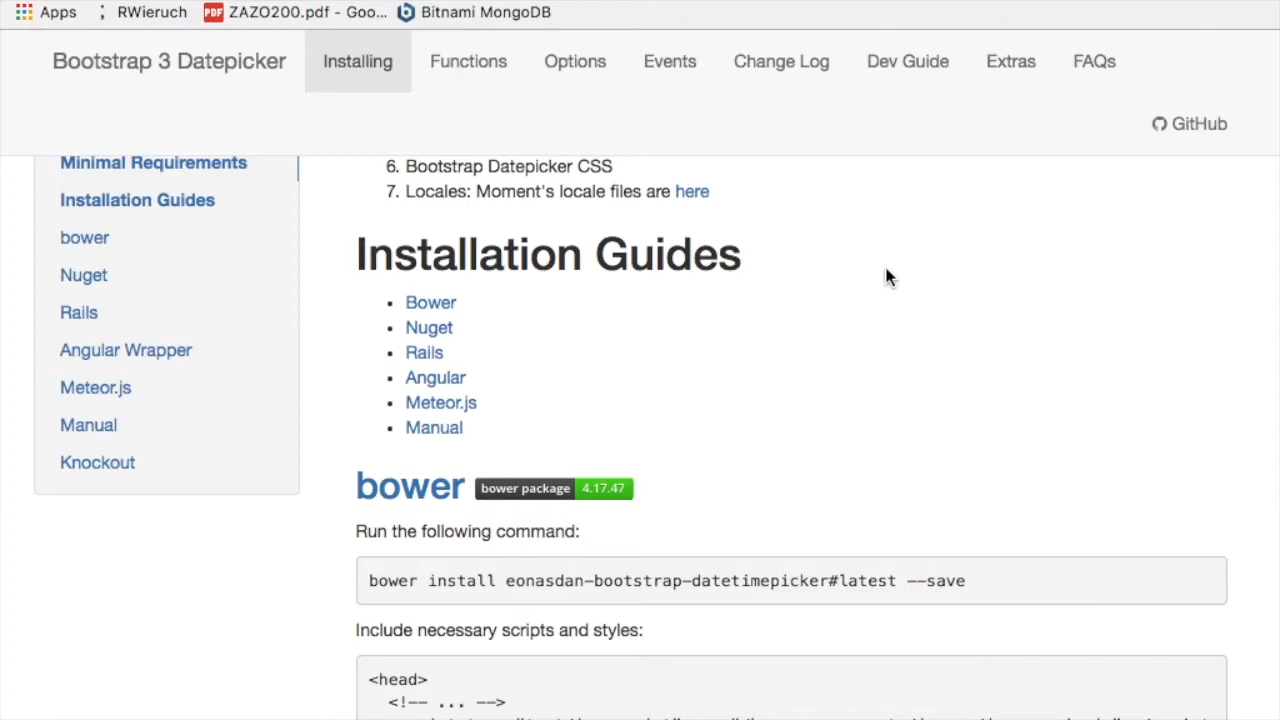 Apps RWieruch PDF ZAZO200.pdf - Goo... Bitnami MongoDB
Bootstrap 3 Datepicker Installing Functions Options Events Change Log Dev Guide Extras FAQs
GitHub
Minimal Requirements
Installation Guides
bower
Nuget
Rails
Angular Wrapper
Meteor.js
Manual
Knockout
6. Bootstrap Datepicker CSS
7. Locales: Moment's locale files are here
Installation Guides
• Bower
• Nuget
• Rails
• Angular
• Meteor.js
• Manual
bower bower package 4.17.47
Run the following command:
bower install eonasdan-bootstrap-datetimepicker#latest --save
Include necessary scripts and styles:
<head>
<!-- ... -->